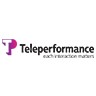 Teleperformance
each interaction matters